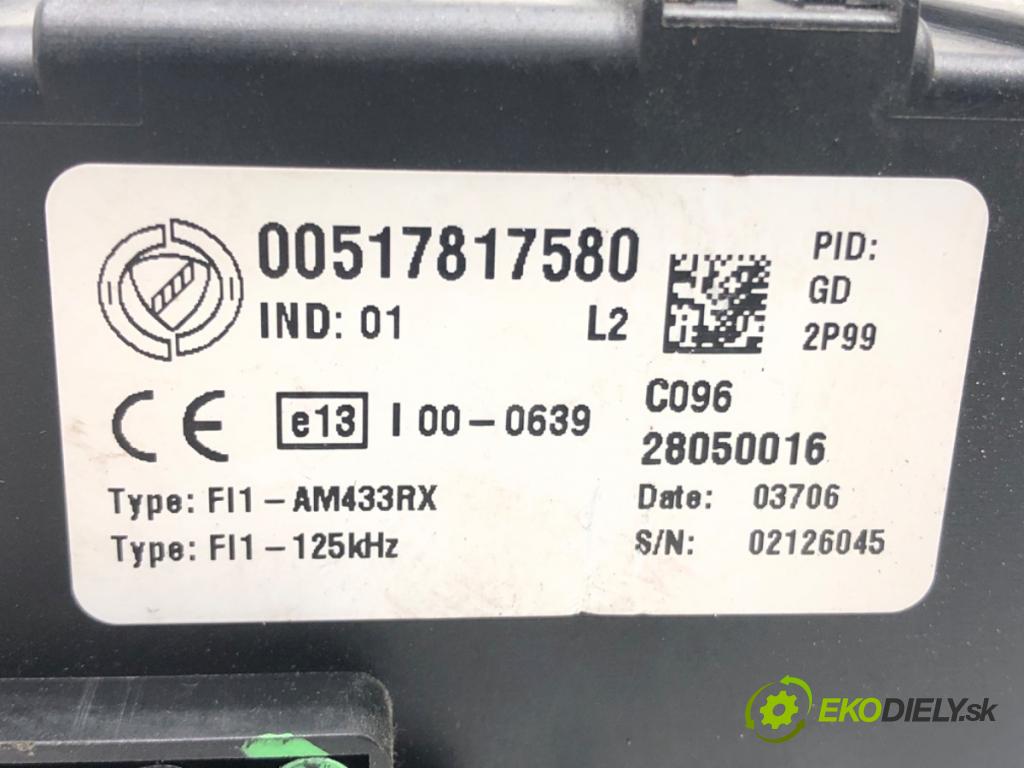 00517817580
IND: 01 L2
PID:
GD
2P99
CE e13 I 00-0639
C096
28050016
Type: FI1-AM433RX
Type: FI1-125kHz
Date: 03706
S/N: 02126045
EKODIELY.sk